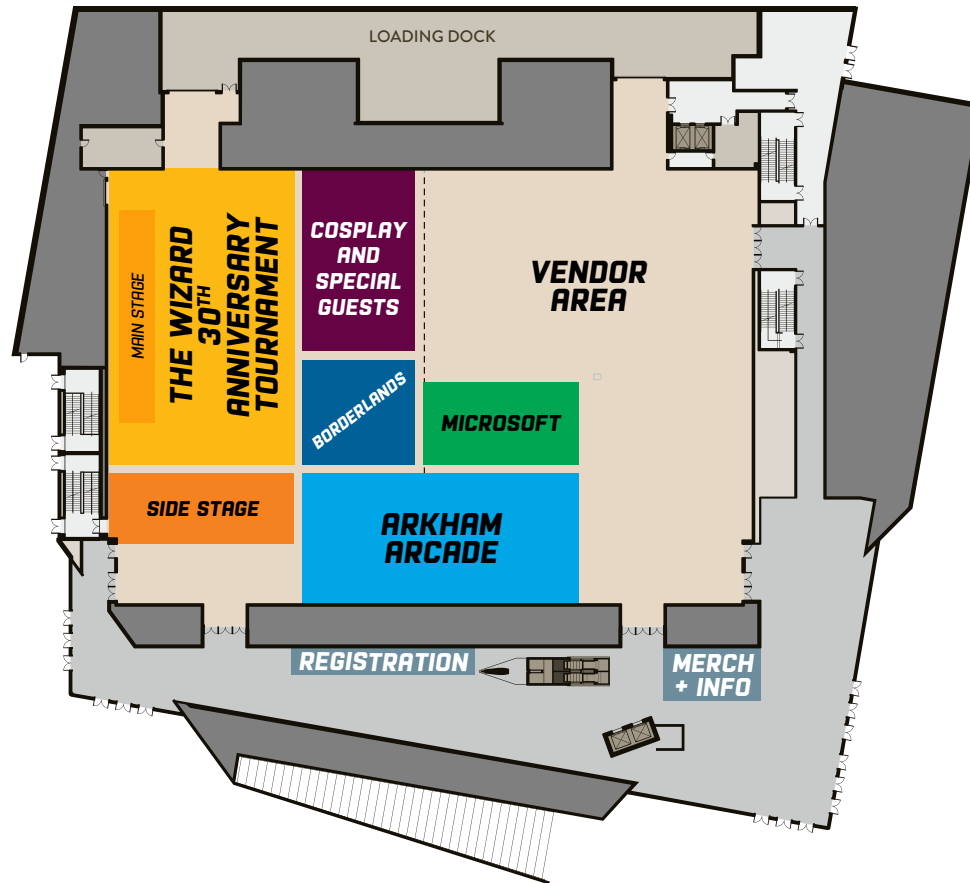 LOADING DOCK
MAIN STAGE
THE WIZARD
30TH
ANNIVERSARY
TOURNAMENT
COSPLAY
AND
SPECIAL
GUESTS
VENDOR
AREA
BORDERLANDS
MICROSOFT
SIDE STAGE
ARKHAM
ARCADE
REGISTRATION
MERCH
+ INFO